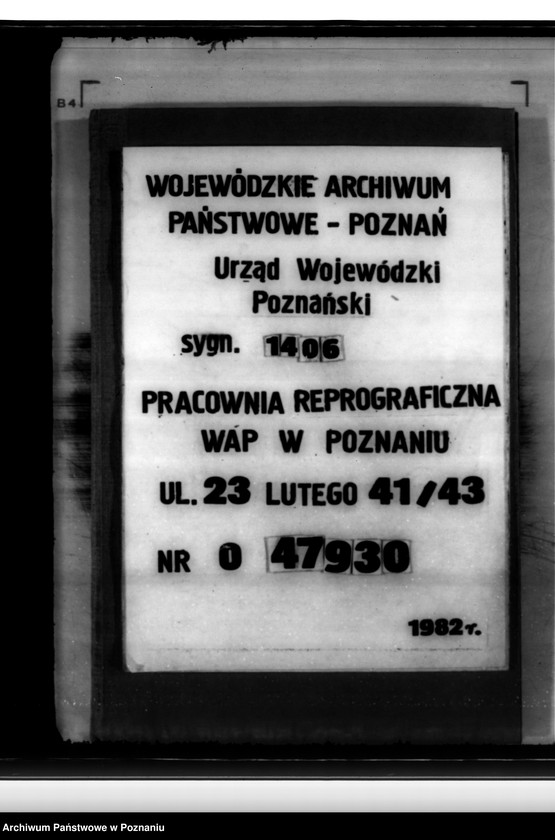 B4
WOJEWÓDZKIE ARCHIWUM
PAŃSTWOWE - POZNAŃ
Urząd Wojewódzki
Poznański
sygn. 1406
PRACOWNIA REPROGRAFICZNA
WAP W POZNANIU
UL. 23 LUTEGO 41/43
NR 0 47930
1982 r.
Archiwum Państwowe w Poznaniu